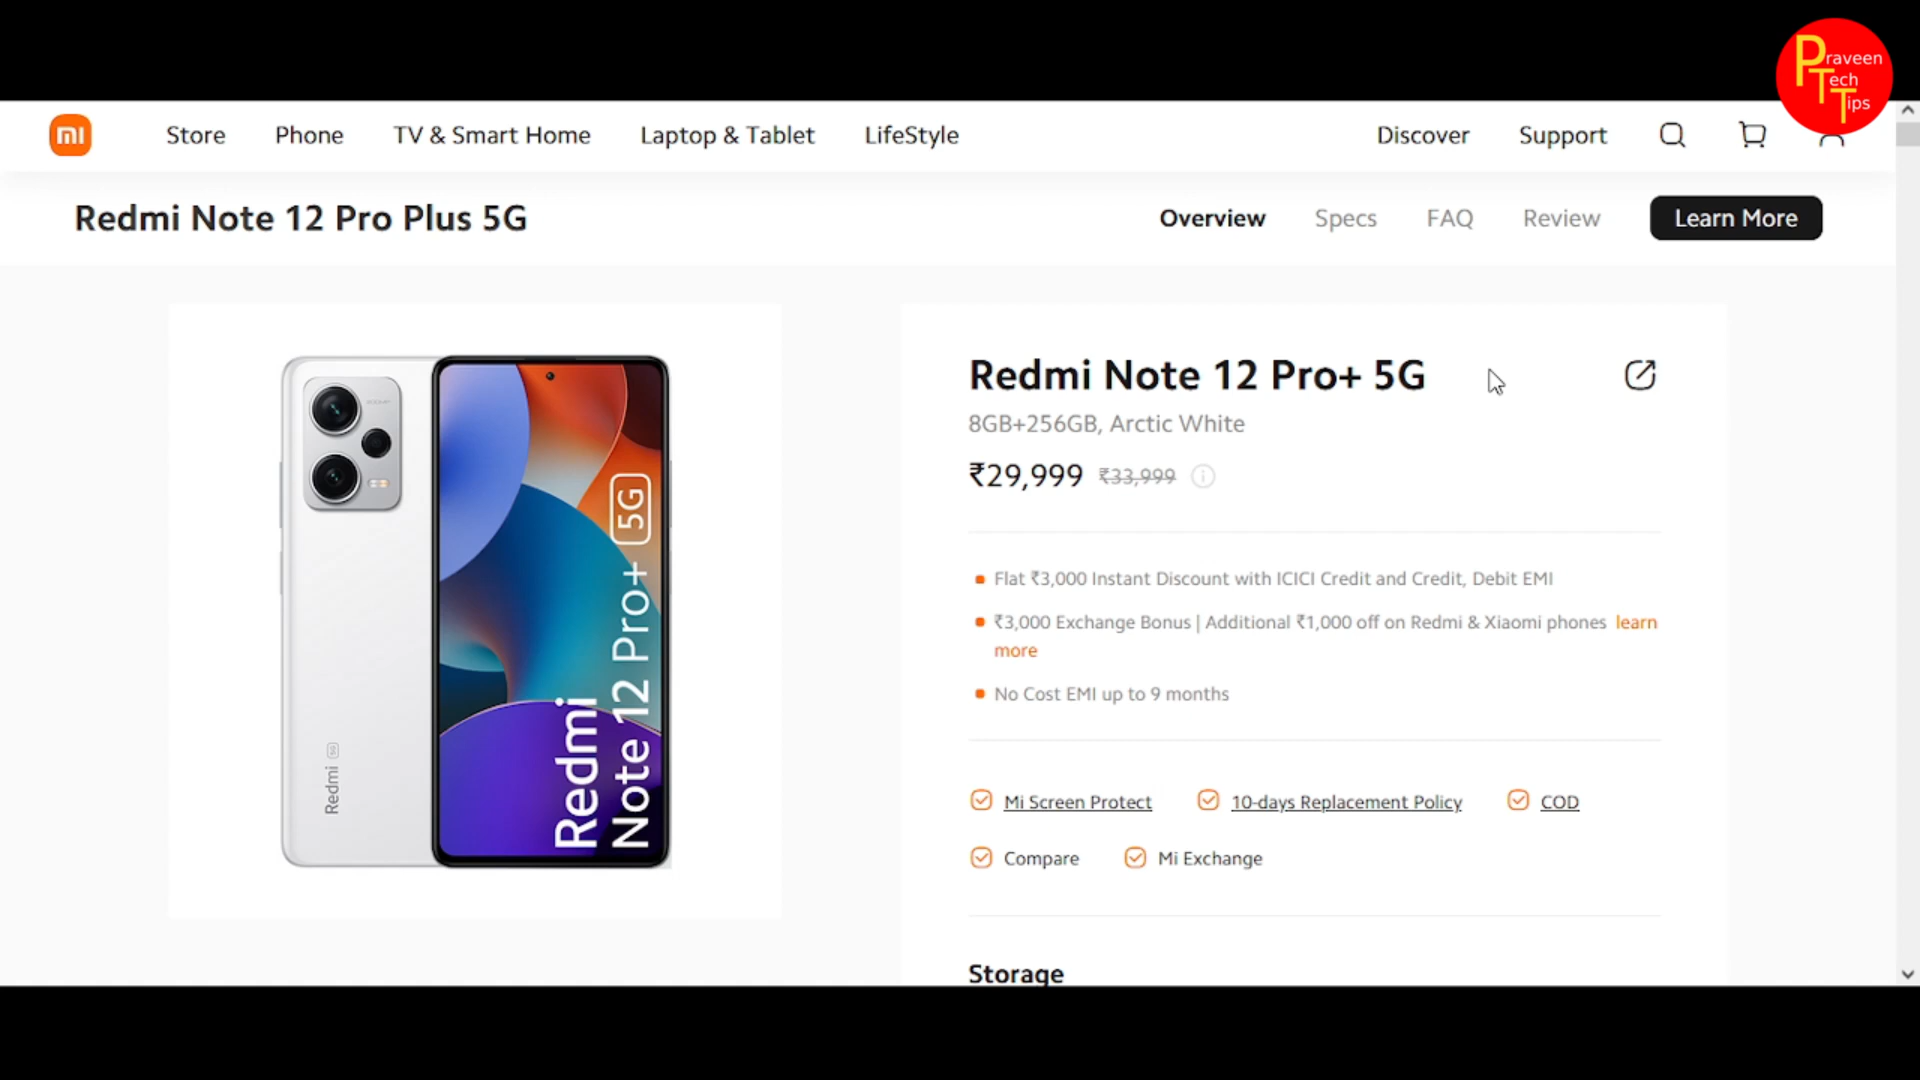 Praveen
Tech
Tips
mi
Store
Phone
TV & Smart Home
Laptop & Tablet
LifeStyle
Discover
Support
Redmi Note 12 Pro Plus 5G
Overview
Specs
FAQ
Review
Learn More
Redmi 5G
Redmi
Note 12 Pro+ 5G
Redmi Note 12 Pro+ 5G
8GB+256GB, Arctic White
₹29,999 ₹33,999
Flat ₹3,000 Instant Discount with ICICI Credit and Credit, Debit EMI
₹3,000 Exchange Bonus | Additional ₹1,000 off on Redmi & Xiaomi phones learn
more
No Cost EMI up to 9 months
Mi Screen Protect
10-days Replacement Policy
COD
Compare
Mi Exchange
Storage